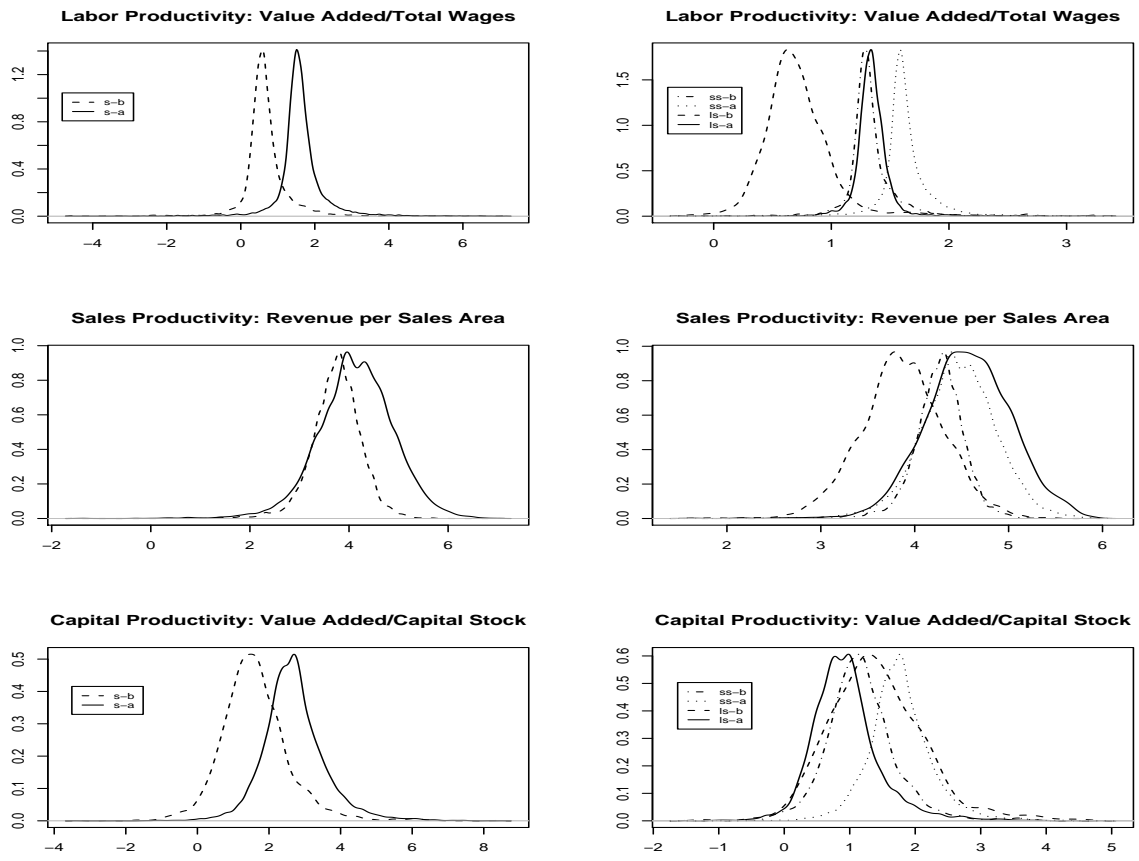 Labor Productivity: Value Added/Total Wages
0.0 0.4 0.8 1.2
s−b
s−a
−4 −2 0 2 4 6
Labor Productivity: Value Added/Total Wages
0.0 0.5 1.0 1.5
ss−b
ss−a
ls−b
ls−a
0 1 2 3
Sales Productivity: Revenue per Sales Area
0.0 0.2 0.4 0.6 0.8 1.0
−2 0 2 4 6
Sales Productivity: Revenue per Sales Area
0.0 0.2 0.4 0.6 0.8 1.0
2 3 4 5 6
Capital Productivity: Value Added/Capital Stock
0.0 0.1 0.2 0.3 0.4 0.5
s−b
s−a
−4 −2 0 2 4 6 8
Capital Productivity: Value Added/Capital Stock
0.0 0.1 0.2 0.3 0.4 0.5 0.6
ss−b
ss−a
ls−b
ls−a
−2 −1 0 1 2 3 4 5